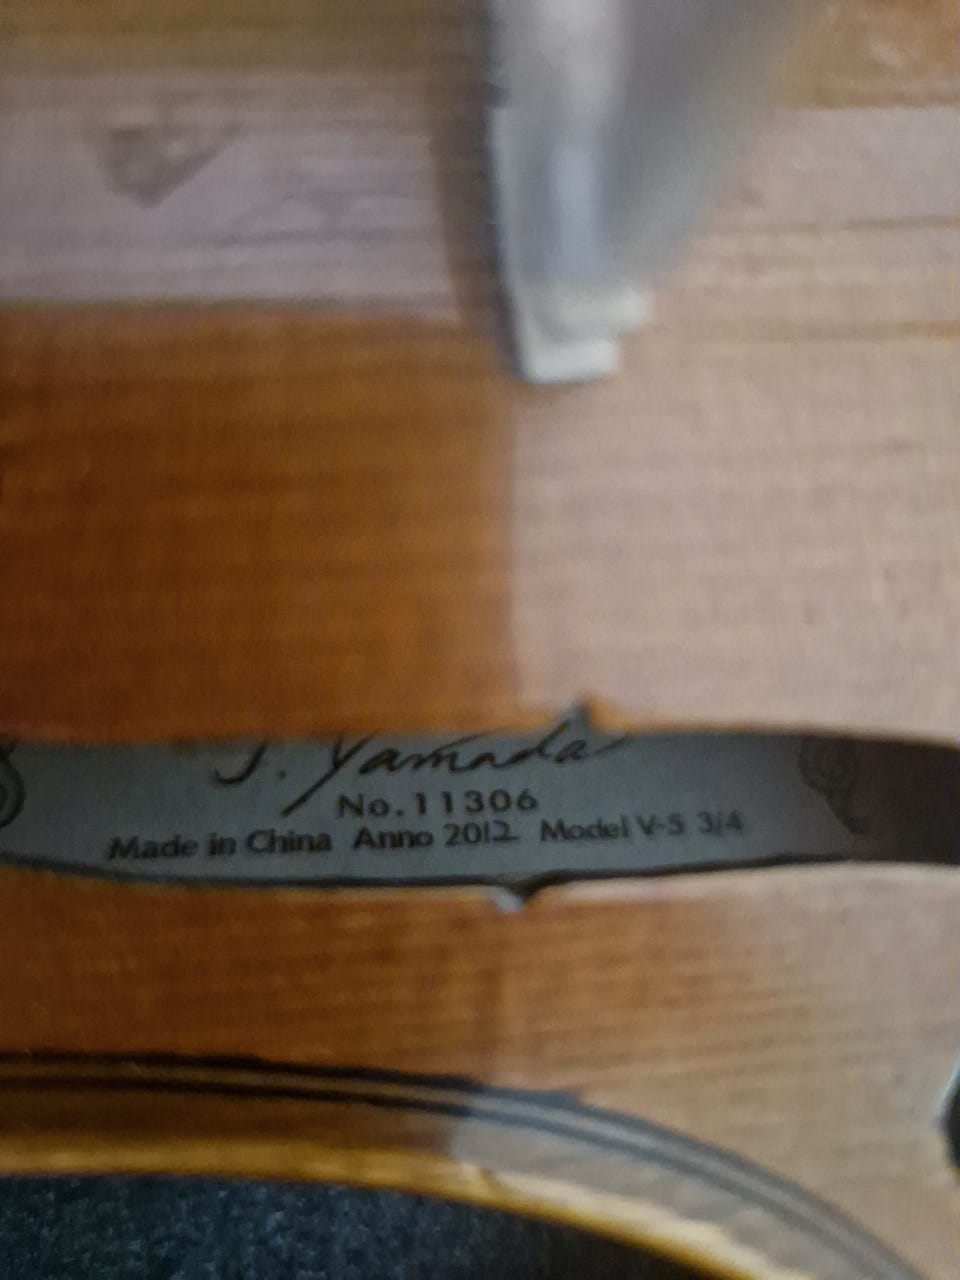 J. Yamada
No.11306
Made in China Anno 2012 Model V-5 3/4